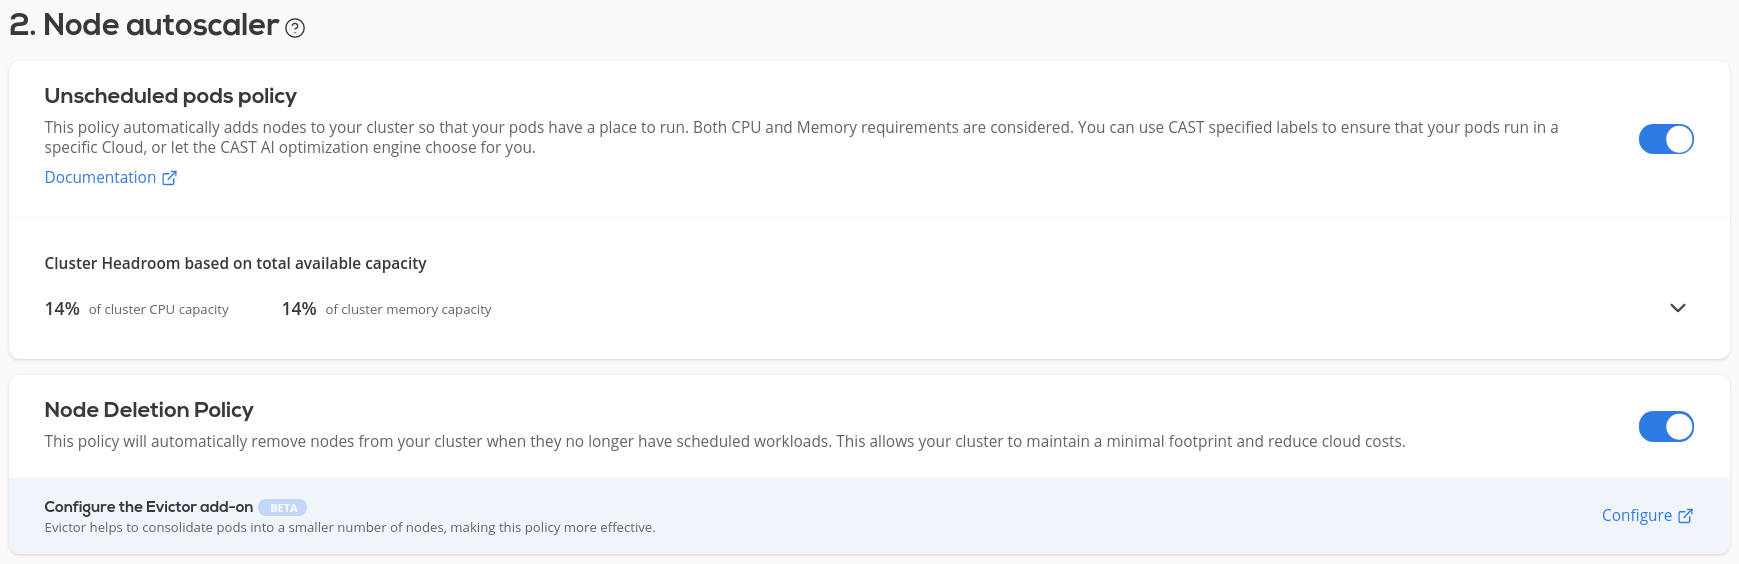 2. Node autoscaler ?
Unscheduled pods policy
This policy automatically adds nodes to your cluster so that your pods have a place to run. Both CPU and Memory requirements are considered. You can use CAST specified labels to ensure that your pods run in a
specific Cloud, or let the CAST AI optimization engine choose for you.
Documentation
Cluster Headroom based on total available capacity
14% of cluster CPU capacity 14% of cluster memory capacity
Node Deletion Policy
This policy will automatically remove nodes from your cluster when they no longer have scheduled workloads. This allows your cluster to maintain a minimal footprint and reduce cloud costs.
Configure the Evictor add-on BETA
Evictor helps to consolidate pods into a smaller number of nodes, making this policy more effective.
Configure